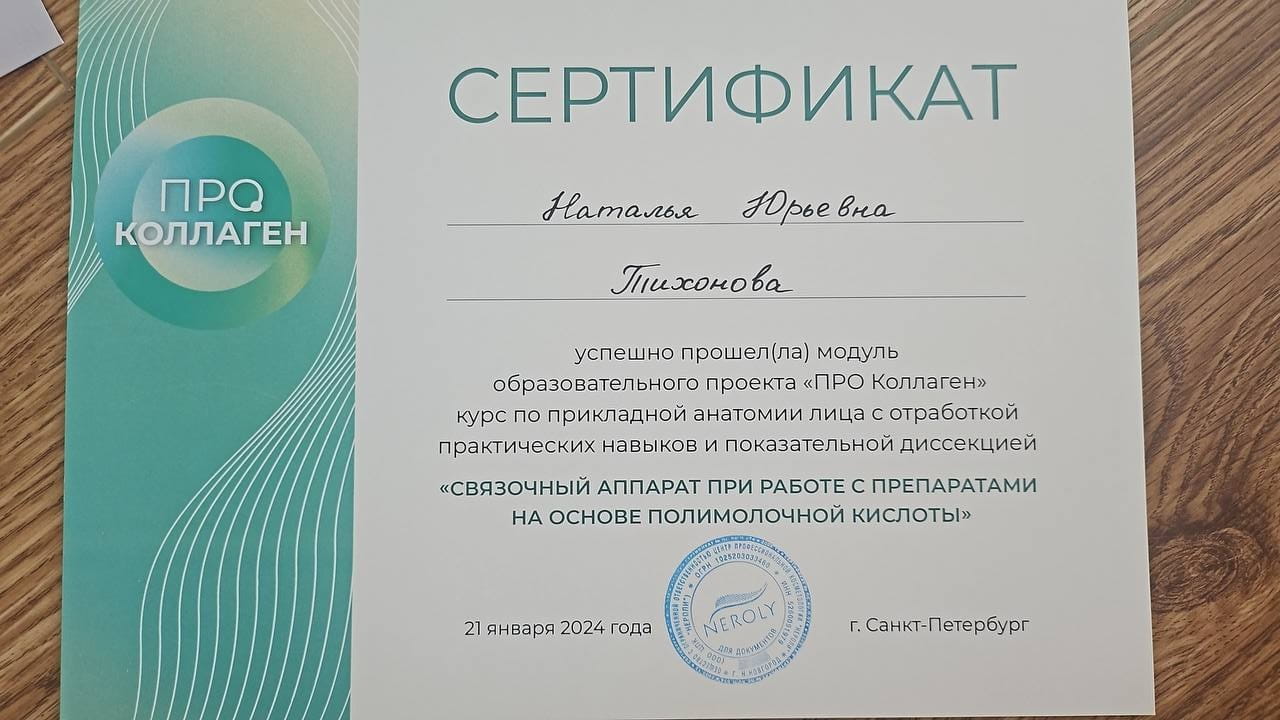 ПРО
КОЛЛАГЕН
СЕРТИФИКАТ
Наталья Юрьевна
Тихонова
успешно прошел(ла) модуль
образовательного проекта «ПРО Коллаген»
курс по прикладной анатомии лица с отработкой
практических навыков и показательной диссекцией
«СВЯЗОЧНЫЙ АППАРАТ ПРИ РАБОТЕ С ПРЕПАРАТАМИ
НА ОСНОВЕ ПОЛИМОЛОЧНОЙ КИСЛОТЫ»
21 января 2024 года
NEROLY
ДЛЯ ДОКУМЕНТОВ
г. Санкт-Петербург